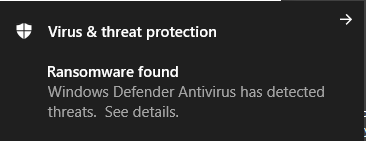 Virus & threat protection
Ransomware found
Windows Defender Antivirus has detected
threats. See details.